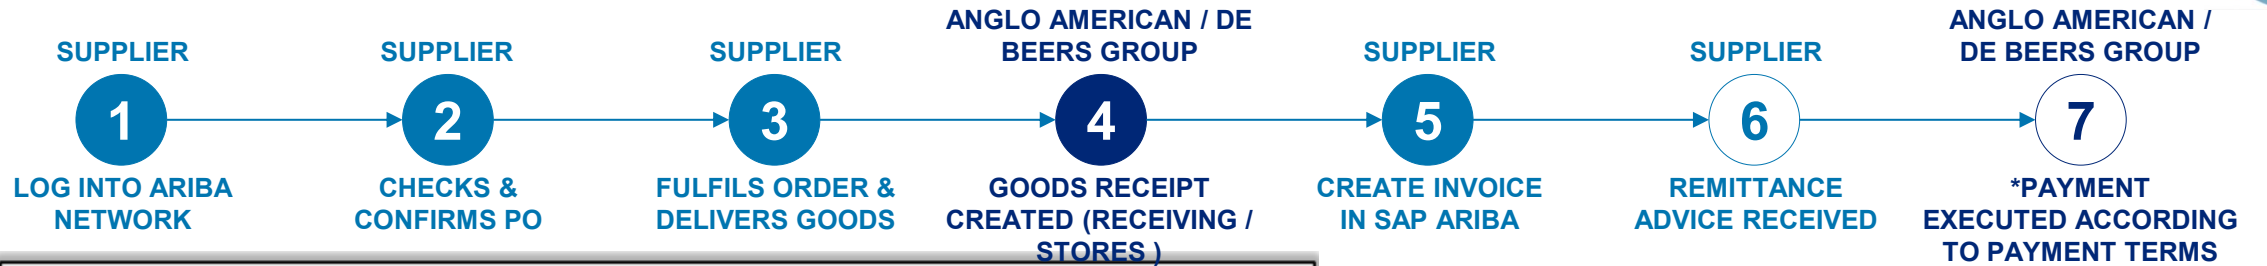 SUPPLIER
1
LOG INTO ARIBA
NETWORK
SUPPLIER
2
CHECKS &
CONFIRMS PO
SUPPLIER
3
FULFILS ORDER &
DELIVERS GOODS
ANGLO AMERICAN / DE
BEERS GROUP
4
GOODS RECEIPT
CREATED (RECEIVING /
STORES )
SUPPLIER
5
CREATE INVOICE
IN SAP ARIBA
SUPPLIER
6
REMITTANCE
ADVICE RECEIVED
ANGLO AMERICAN /
DE BEERS GROUP
7
*PAYMENT
EXECUTED ACCORDING
TO PAYMENT TERMS